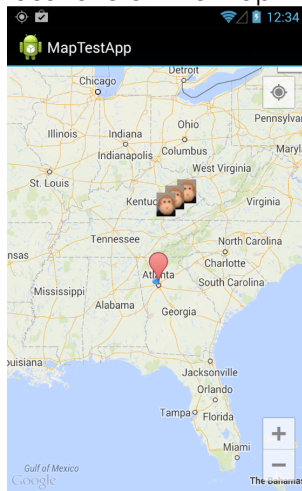 12:34
MapTestApp
Detroit
Chicago
Pennsylva
Illinois
Indiana
Ohio
Maryl
Indianapolis
Columbus
West Virginia
St. Louis
Kentuc
Virginia
Tennessee
North Carolina
nsas
Charlotte
Atlanta
South Carolina
Mississippi
Alabama
Georgia
ouisiana
Jacksonville
Orlando
Tampa
Florida
+
Miami
−
Gulf of Mexico
Google
The Bahamas